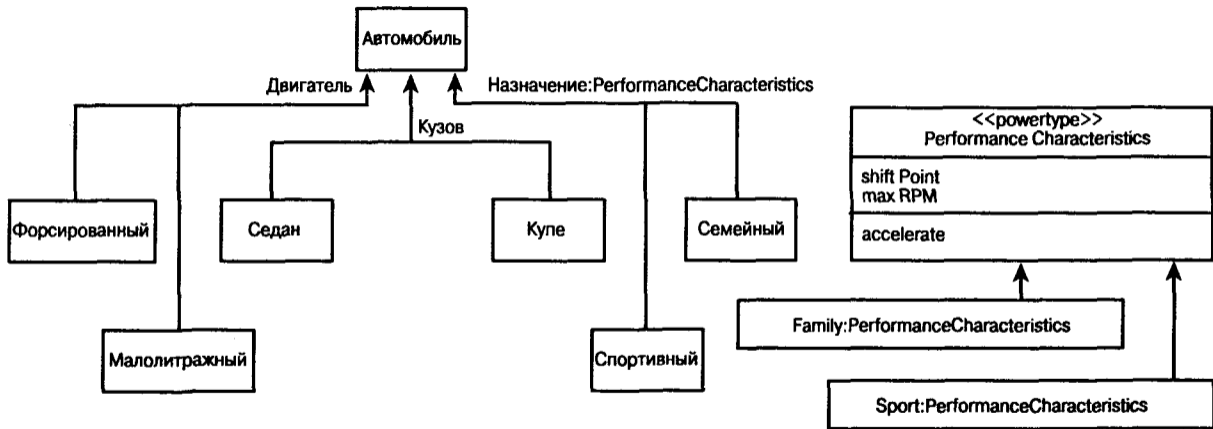 Автомобиль
Двигатель
Назначение:PerformanceCharacteristics
Кузов
<<powertype>>
Performance Characteristics
shift Point
max RPM
accelerate
Форсированный
Седан
Купе
Семейный
Family:PerformanceCharacteristics
Малолитражный
Спортивный
Sport:PerformanceCharacteristics